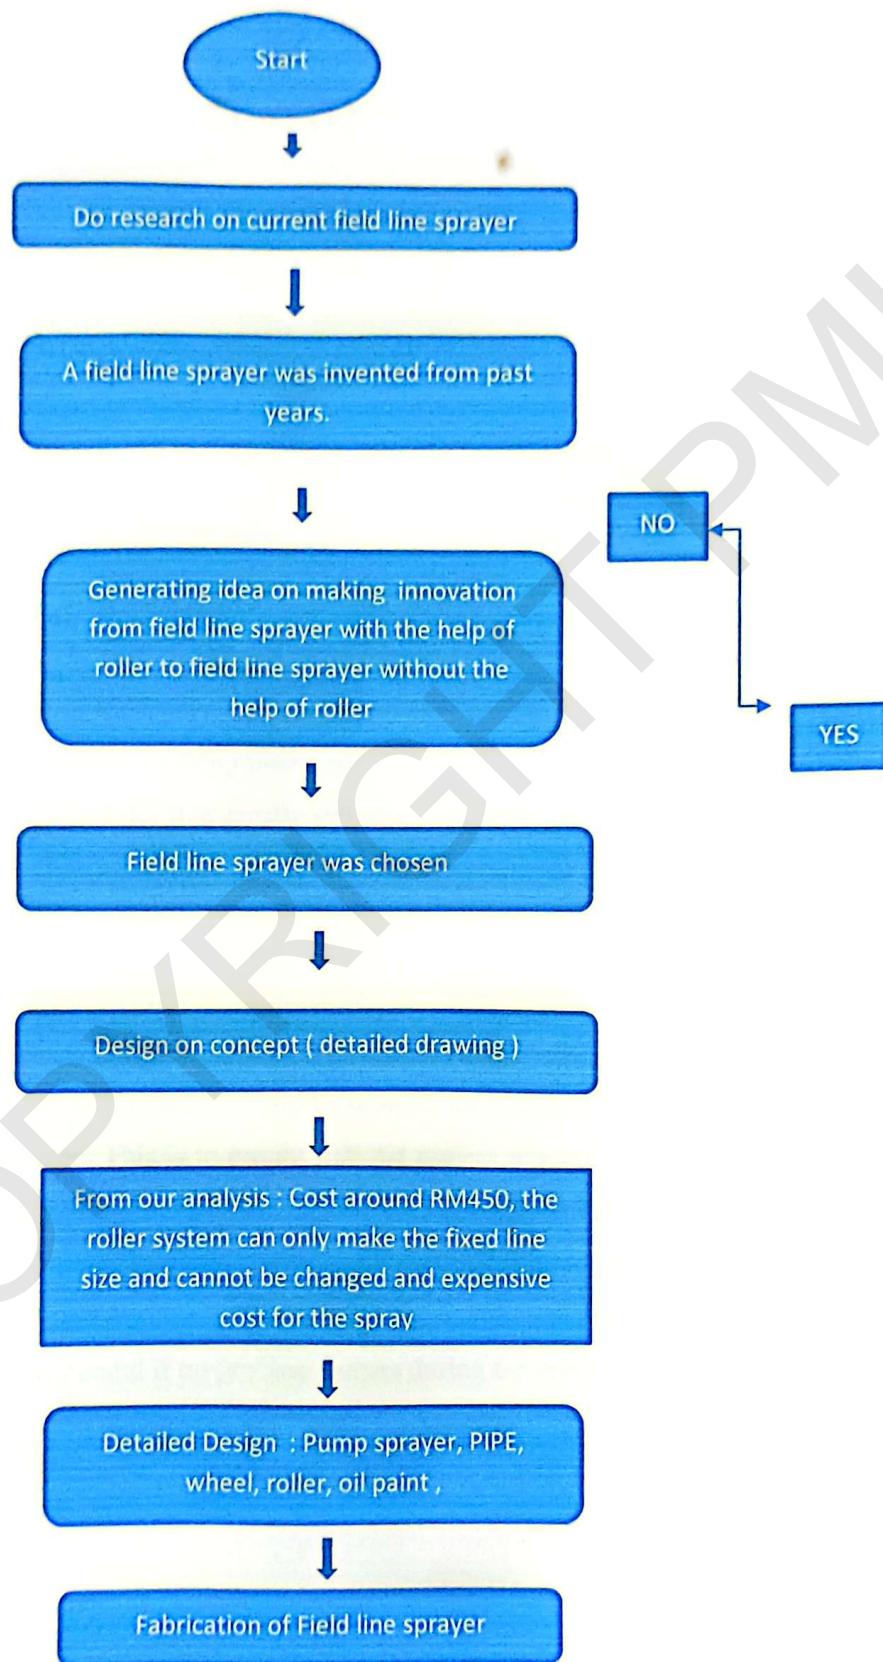 Start
Do research on current field line sprayer
A field line sprayer was invented from past
years.
NO
Generating idea on making innovation
from field line sprayer with the help of
roller to field line sprayer without the
help of roller
YES
Field line sprayer was chosen
Design on concept ( detailed drawing )
From our analysis : Cost around RM450, the
roller system can only make the fixed line
size and cannot be changed and expensive
cost for the spray
Detailed Design : Pump sprayer, PIPE,
wheel, roller, oil paint ,
Fabrication of Field line sprayer
COPYRIGHT PM